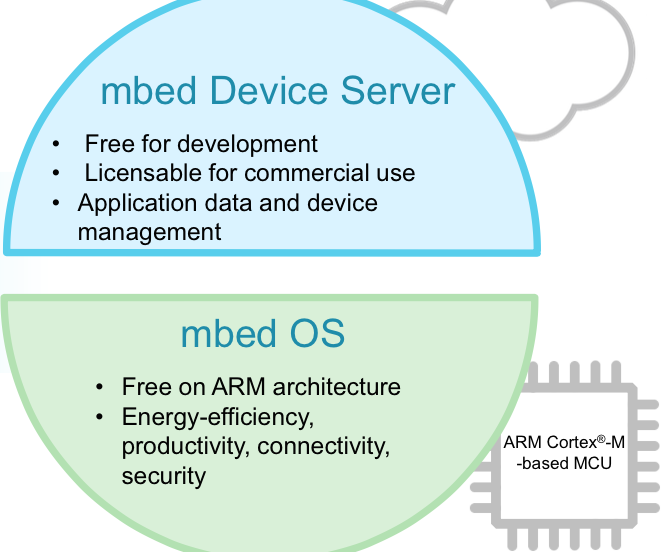 mbed Device Server
• Free for development
• Licensable for commercial use
• Application data and device
management
mbed OS
• Free on ARM architecture
• Energy-efficiency,
productivity, connectivity,
security
ARM Cortex®-M
-based MCU